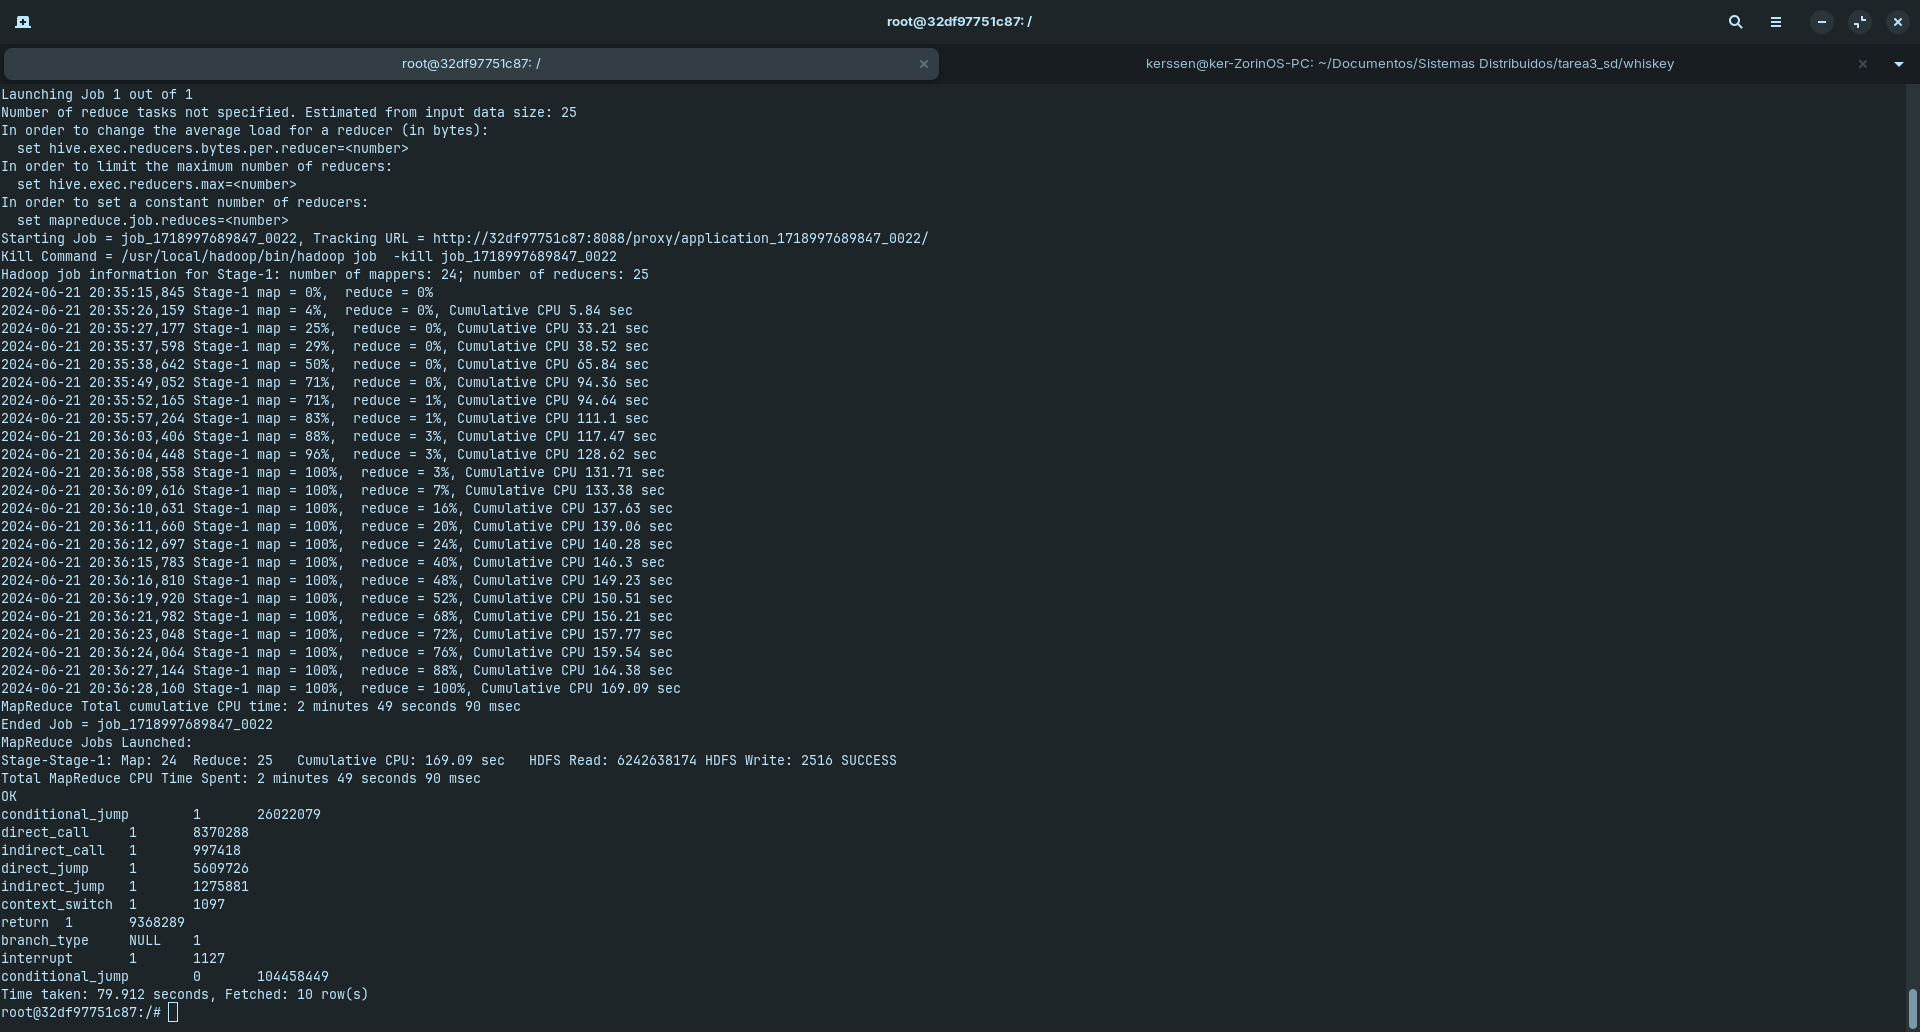 root@32df97751c87: /
root@32df97751c87: /
kerssen@ker-ZorinOS-PC: ~/Documentos/Sistemas Distribuidos/tarea3_sd/whiskey
Launching Job 1 out of 1
Number of reduce tasks not specified. Estimated from input data size: 25
In order to change the average load for a reducer (in bytes):
  set hive.exec.reducers.bytes.per.reducer=<number>
In order to limit the maximum number of reducers:
  set hive.exec.reducers.max=<number>
In order to set a constant number of reducers:
  set mapreduce.job.reduces=<number>
Starting Job = job_1718997689847_0022, Tracking URL = http://32df97751c87:8088/proxy/application_1718997689847_0022/
Kill Command = /usr/local/hadoop/bin/hadoop job  -kill job_1718997689847_0022
Hadoop job information for Stage-1: number of mappers: 24; number of reducers: 25
2024-06-21 20:35:15,845 Stage-1 map = 0%,  reduce = 0%
2024-06-21 20:35:26,159 Stage-1 map = 4%,  reduce = 0%, Cumulative CPU 5.84 sec
2024-06-21 20:35:27,177 Stage-1 map = 25%,  reduce = 0%, Cumulative CPU 33.21 sec
2024-06-21 20:35:37,598 Stage-1 map = 29%,  reduce = 0%, Cumulative CPU 38.52 sec
2024-06-21 20:35:38,642 Stage-1 map = 50%,  reduce = 0%, Cumulative CPU 65.84 sec
2024-06-21 20:35:49,052 Stage-1 map = 71%,  reduce = 0%, Cumulative CPU 94.36 sec
2024-06-21 20:35:52,165 Stage-1 map = 71%,  reduce = 1%, Cumulative CPU 94.64 sec
2024-06-21 20:35:57,264 Stage-1 map = 83%,  reduce = 1%, Cumulative CPU 111.1 sec
2024-06-21 20:36:03,406 Stage-1 map = 88%,  reduce = 3%, Cumulative CPU 117.47 sec
2024-06-21 20:36:04,448 Stage-1 map = 96%,  reduce = 3%, Cumulative CPU 128.62 sec
2024-06-21 20:36:08,558 Stage-1 map = 100%,  reduce = 3%, Cumulative CPU 131.71 sec
2024-06-21 20:36:09,616 Stage-1 map = 100%,  reduce = 7%, Cumulative CPU 133.38 sec
2024-06-21 20:36:10,631 Stage-1 map = 100%,  reduce = 16%, Cumulative CPU 137.63 sec
2024-06-21 20:36:11,660 Stage-1 map = 100%,  reduce = 20%, Cumulative CPU 139.06 sec
2024-06-21 20:36:12,697 Stage-1 map = 100%,  reduce = 24%, Cumulative CPU 140.28 sec
2024-06-21 20:36:15,783 Stage-1 map = 100%,  reduce = 40%, Cumulative CPU 146.3 sec
2024-06-21 20:36:16,810 Stage-1 map = 100%,  reduce = 48%, Cumulative CPU 149.23 sec
2024-06-21 20:36:19,920 Stage-1 map = 100%,  reduce = 52%, Cumulative CPU 150.51 sec
2024-06-21 20:36:21,982 Stage-1 map = 100%,  reduce = 68%, Cumulative CPU 156.21 sec
2024-06-21 20:36:23,048 Stage-1 map = 100%,  reduce = 72%, Cumulative CPU 157.77 sec
2024-06-21 20:36:24,064 Stage-1 map = 100%,  reduce = 76%, Cumulative CPU 159.54 sec
2024-06-21 20:36:27,144 Stage-1 map = 100%,  reduce = 88%, Cumulative CPU 164.38 sec
2024-06-21 20:36:28,160 Stage-1 map = 100%,  reduce = 100%, Cumulative CPU 169.09 sec
MapReduce Total cumulative CPU time: 2 minutes 49 seconds 90 msec
Ended Job = job_1718997689847_0022
MapReduce Jobs Launched:
Stage-Stage-1: Map: 24  Reduce: 25   Cumulative CPU: 169.09 sec   HDFS Read: 6242638174 HDFS Write: 2516 SUCCESS
Total MapReduce CPU Time Spent: 2 minutes 49 seconds 90 msec
OK
conditional_jump        1       26022079
direct_call     1       8370288
indirect_call   1       997418
direct_jump     1       5609726
indirect_jump   1       1275881
context_switch  1       1097
return  1       9368289
branch_type     NULL    1
interrupt       1       1127
conditional_jump        0       104458449
Time taken: 79.912 seconds, Fetched: 10 row(s)
root@32df97751c87:/#